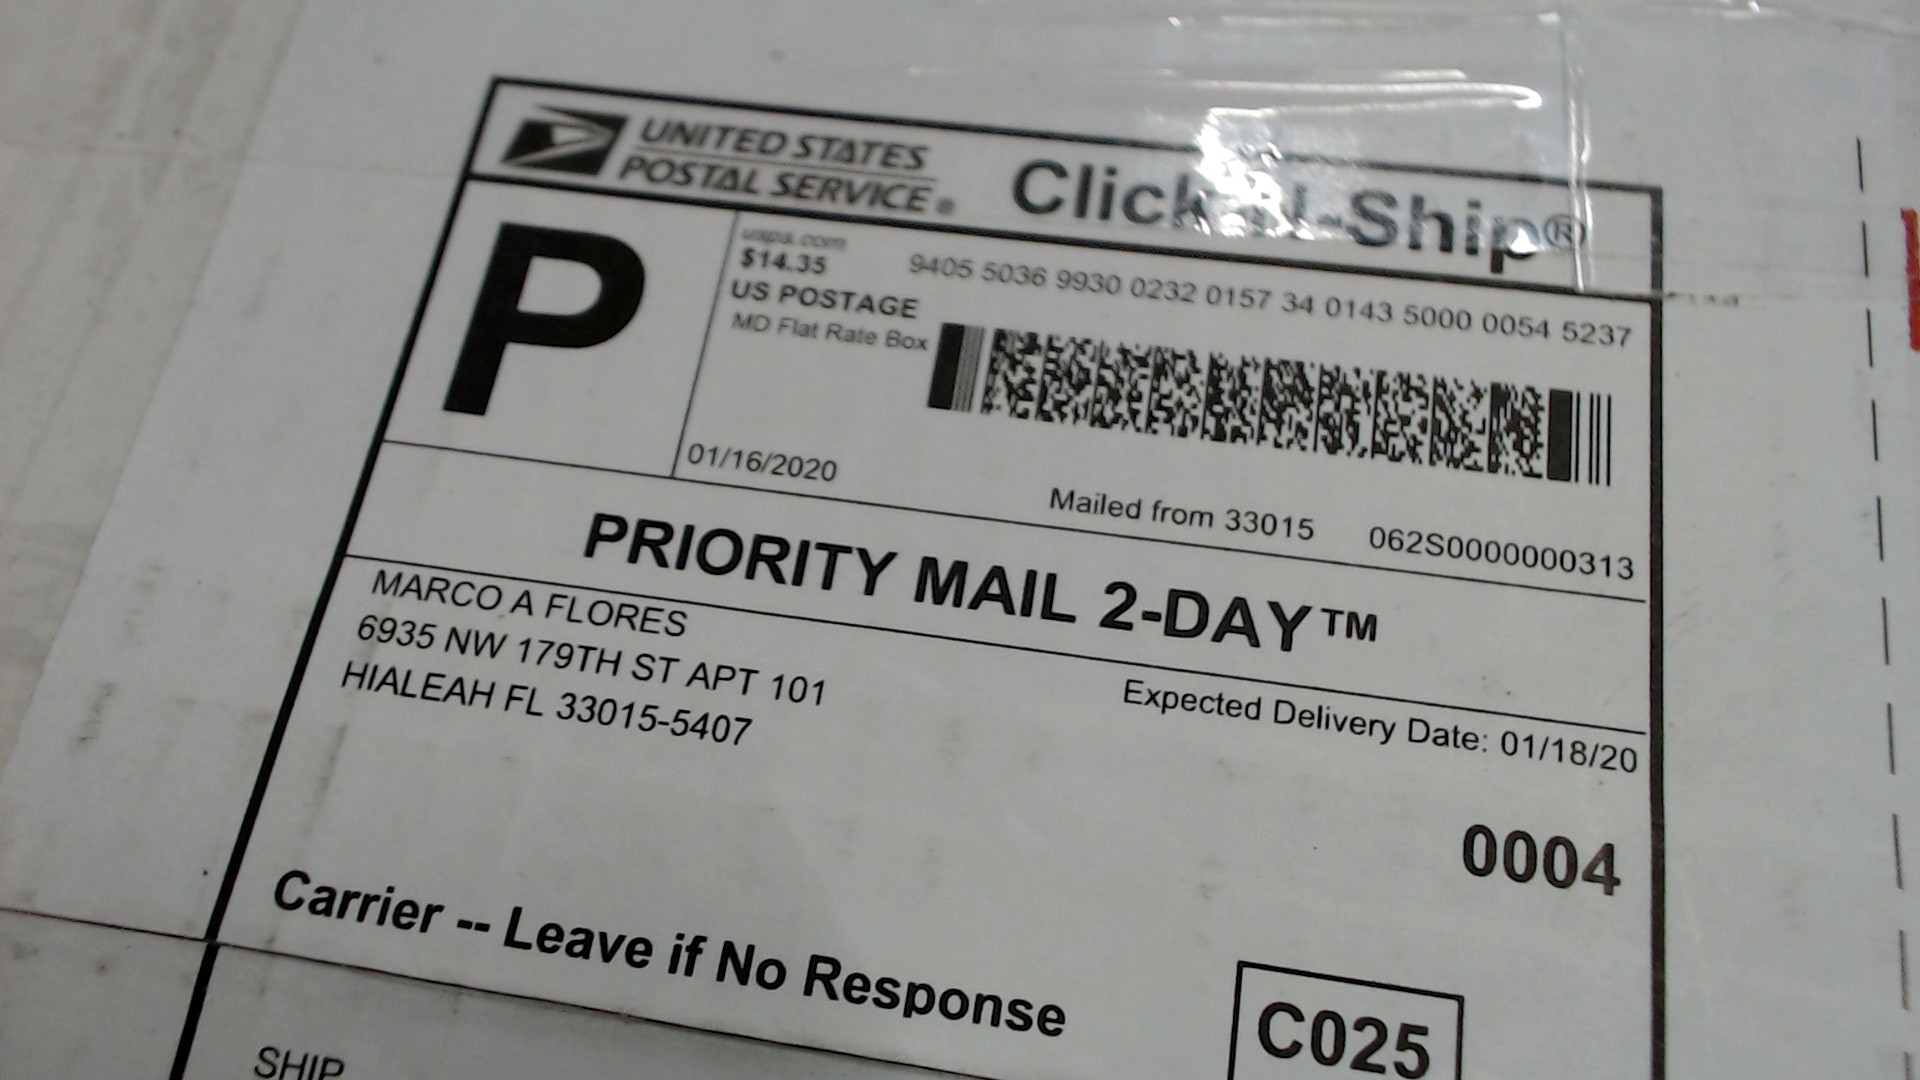 UNITED STATES
POSTAL SERVICE®
Click-N-Ship®
P
usps.com
$14.35
US POSTAGE
MD Flat Rate Box
9405 5036 9930 0232 0157 34 0143 5000 0054 5237
01/16/2020
Mailed from 33015
062S0000000313
PRIORITY MAIL 2-DAY™
MARCO A FLORES
6935 NW 179TH ST APT 101
HIALEAH FL 33015-5407
Expected Delivery Date: 01/18/20
0004
Carrier -- Leave if No Response
C025
SHIP